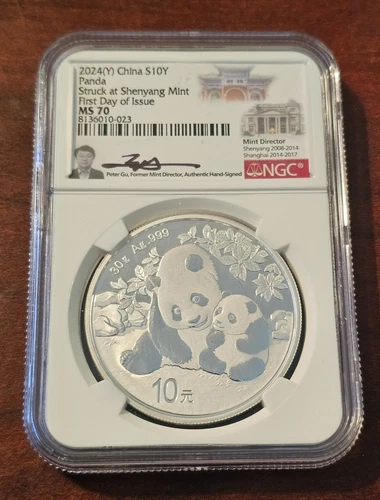 2024(Y) China S10Y
Panda
Struck at Shenyang Mint
First Day of Issue
MS 70
8136010-023
Mint Director
Shenyang 2008-2014
Shanghai 2014-2017
Peter Gu, Former Mint Director, Authentic Hand-Signed
NGC
30g Ag.999
10元